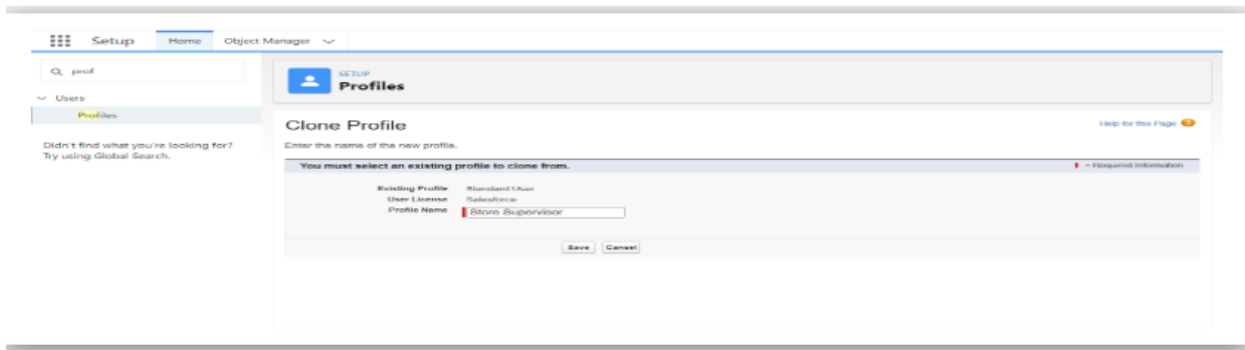 Setup Home Object Manager
prof
Users
Profiles
Didn't find what you're looking for?
Try using Global Search.
SETUP
Profiles
Clone Profile
Help for this Page
Enter the name of the new profile.
You must select an existing profile to clone from.
= Required Information
Existing Profile Standard User
User License Salesforce
Profile Name Store Supervisor
Save Cancel